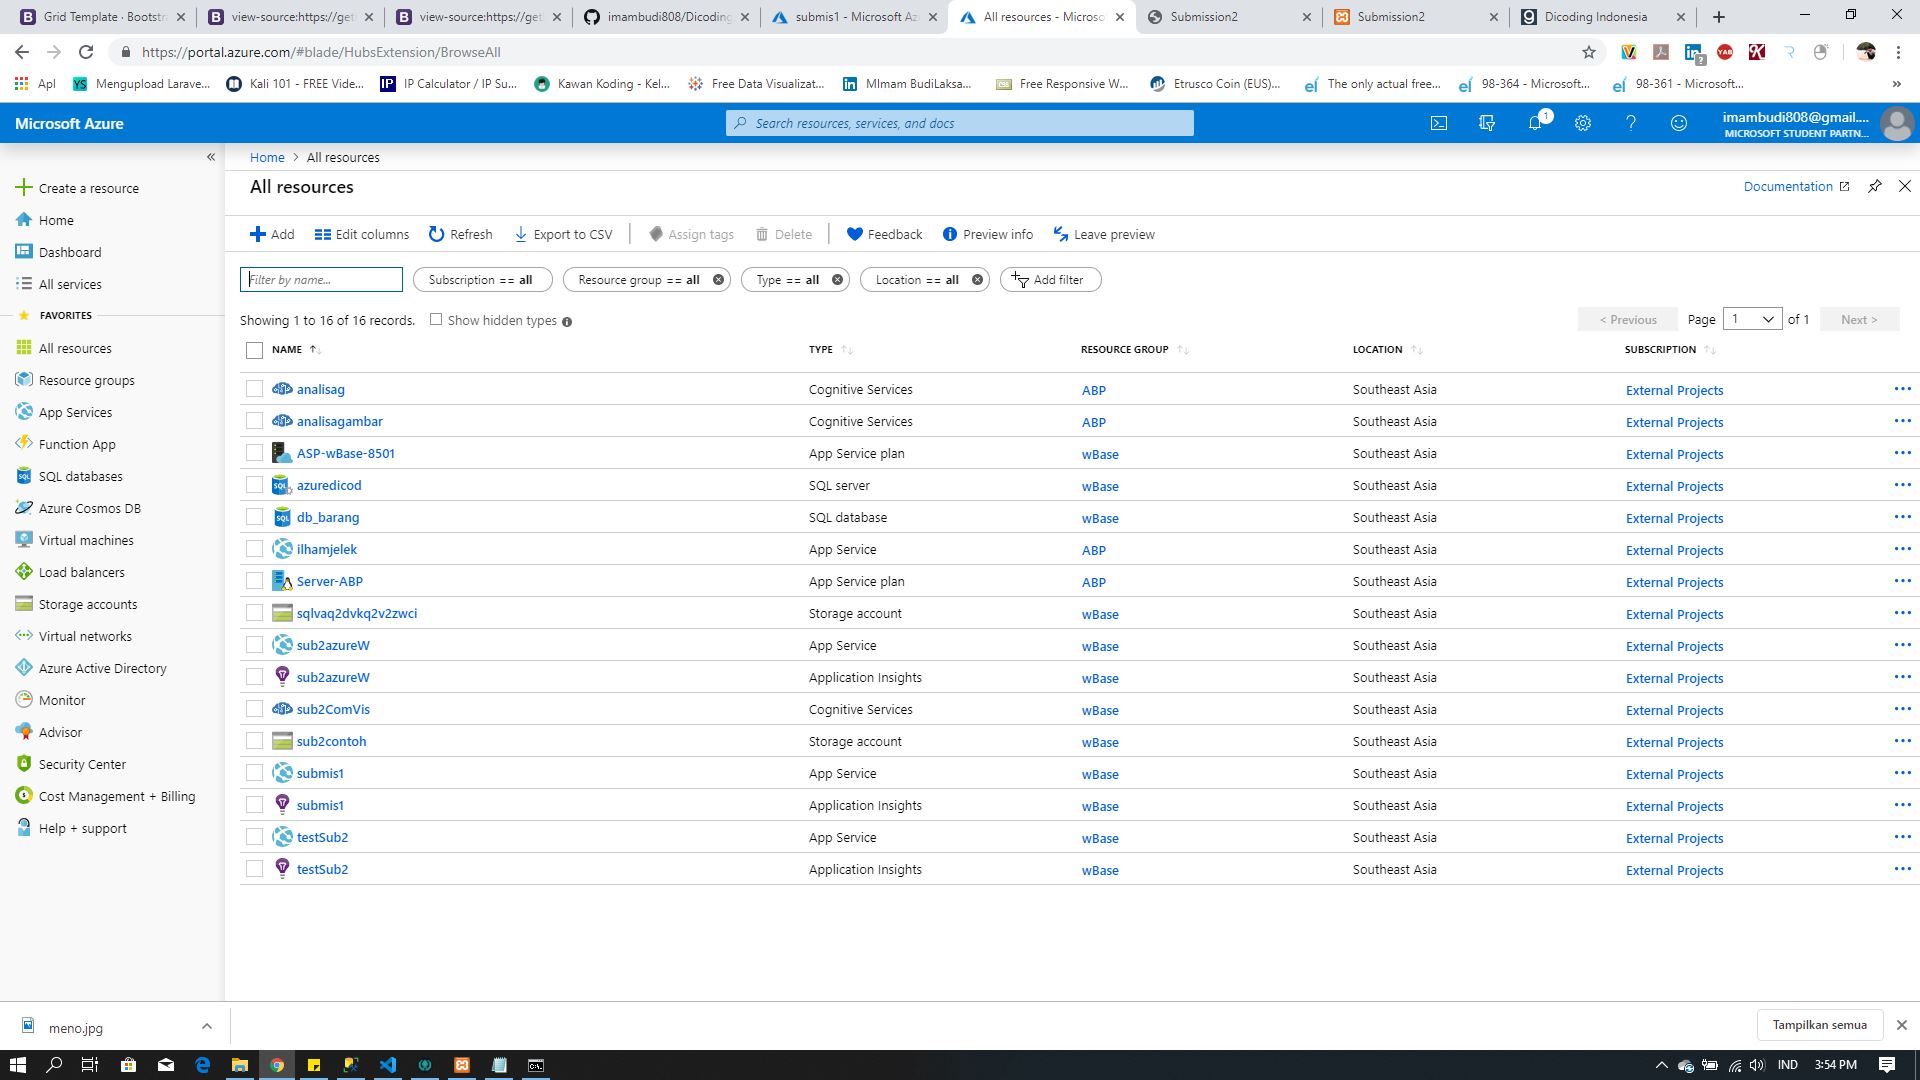 Grid Template · Bootstr
view-source:https://get
view-source:https://get
imambudi808/Dicoding
submis1 - Microsoft Az
All resources - Microso
Submission2
Submission2
Dicoding Indonesia
https://portal.azure.com/#blade/HubsExtension/BrowseAll
Apl
Mengupload Larave...
Kali 101 - FREE Vide...
IP Calculator / IP Su...
Kawan Koding - Kel...
Free Data Visualizat...
MImam BudiLaksa...
Free Responsive W...
Etrusco Coin (EUS)...
The only actual free...
98-364 - Microsoft...
98-361 - Microsoft...
»
Microsoft Azure
Search resources, services, and docs
1
imambudi808@gmail....
MICROSOFT STUDENT PARTN...
«
Home > All resources
All resources
Documentation
Create a resource
Home
Dashboard
All services
FAVORITES
All resources
Resource groups
App Services
Function App
SQL databases
Azure Cosmos DB
Virtual machines
Load balancers
Storage accounts
Virtual networks
Azure Active Directory
Monitor
Advisor
Security Center
Cost Management + Billing
Help + support
Add Edit columns Refresh Export to CSV Assign tags Delete Feedback Preview info Leave preview
Filter by name...
Subscription == all
Resource group == all
Type == all
Location == all
Add filter
Showing 1 to 16 of 16 records. Show hidden types
< Previous Page 1 of 1 Next >
NAME TYPE RESOURCE GROUP LOCATION SUBSCRIPTION
analisag Cognitive Services ABP Southeast Asia External Projects ...
analisagambar Cognitive Services ABP Southeast Asia External Projects ...
ASP-wBase-8501 App Service plan wBase Southeast Asia External Projects ...
azuredicod SQL server wBase Southeast Asia External Projects ...
db_barang SQL database wBase Southeast Asia External Projects ...
ilhamjelek App Service ABP Southeast Asia External Projects ...
Server-ABP App Service plan ABP Southeast Asia External Projects ...
sqlvaq2dvkq2v2zwci Storage account wBase Southeast Asia External Projects ...
sub2azureW App Service wBase Southeast Asia External Projects ...
sub2azureW Application Insights wBase Southeast Asia External Projects ...
sub2ComVis Cognitive Services wBase Southeast Asia External Projects ...
sub2contoh Storage account wBase Southeast Asia External Projects ...
submis1 App Service wBase Southeast Asia External Projects ...
submis1 Application Insights wBase Southeast Asia External Projects ...
testSub2 App Service wBase Southeast Asia External Projects ...
testSub2 Application Insights wBase Southeast Asia External Projects ...
meno.jpg
Tampilkan semua
IND 3:54 PM